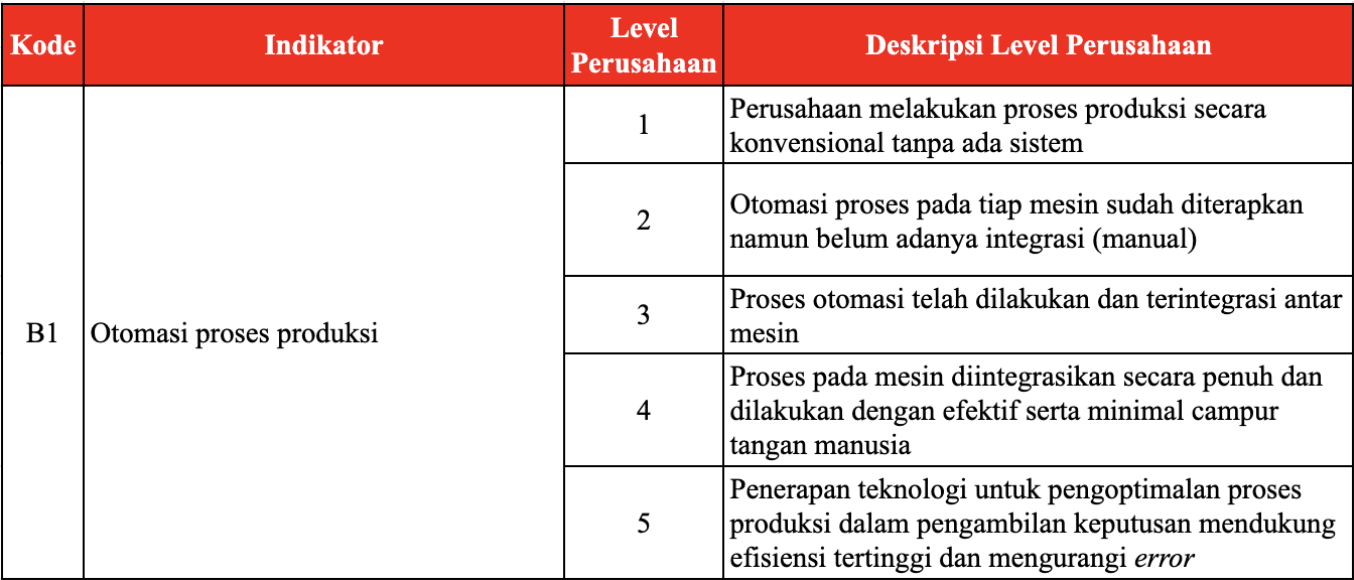 Kode
Indikator
Level
Perusahaan
Deskripsi Level Perusahaan
B1
Otomasi proses produksi
1
Perusahaan melakukan proses produksi secara
konvensional tanpa ada sistem
2
Otomasi proses pada tiap mesin sudah diterapkan
namun belum adanya integrasi (manual)
3
Proses otomasi telah dilakukan dan terintegrasi antar
mesin
4
Proses pada mesin diintegrasikan secara penuh dan
dilakukan dengan efektif serta minimal campur
tangan manusia
5
Penerapan teknologi untuk pengoptimalan proses
produksi dalam pengambilan keputusan mendukung
efisiensi tertinggi dan mengurangi error